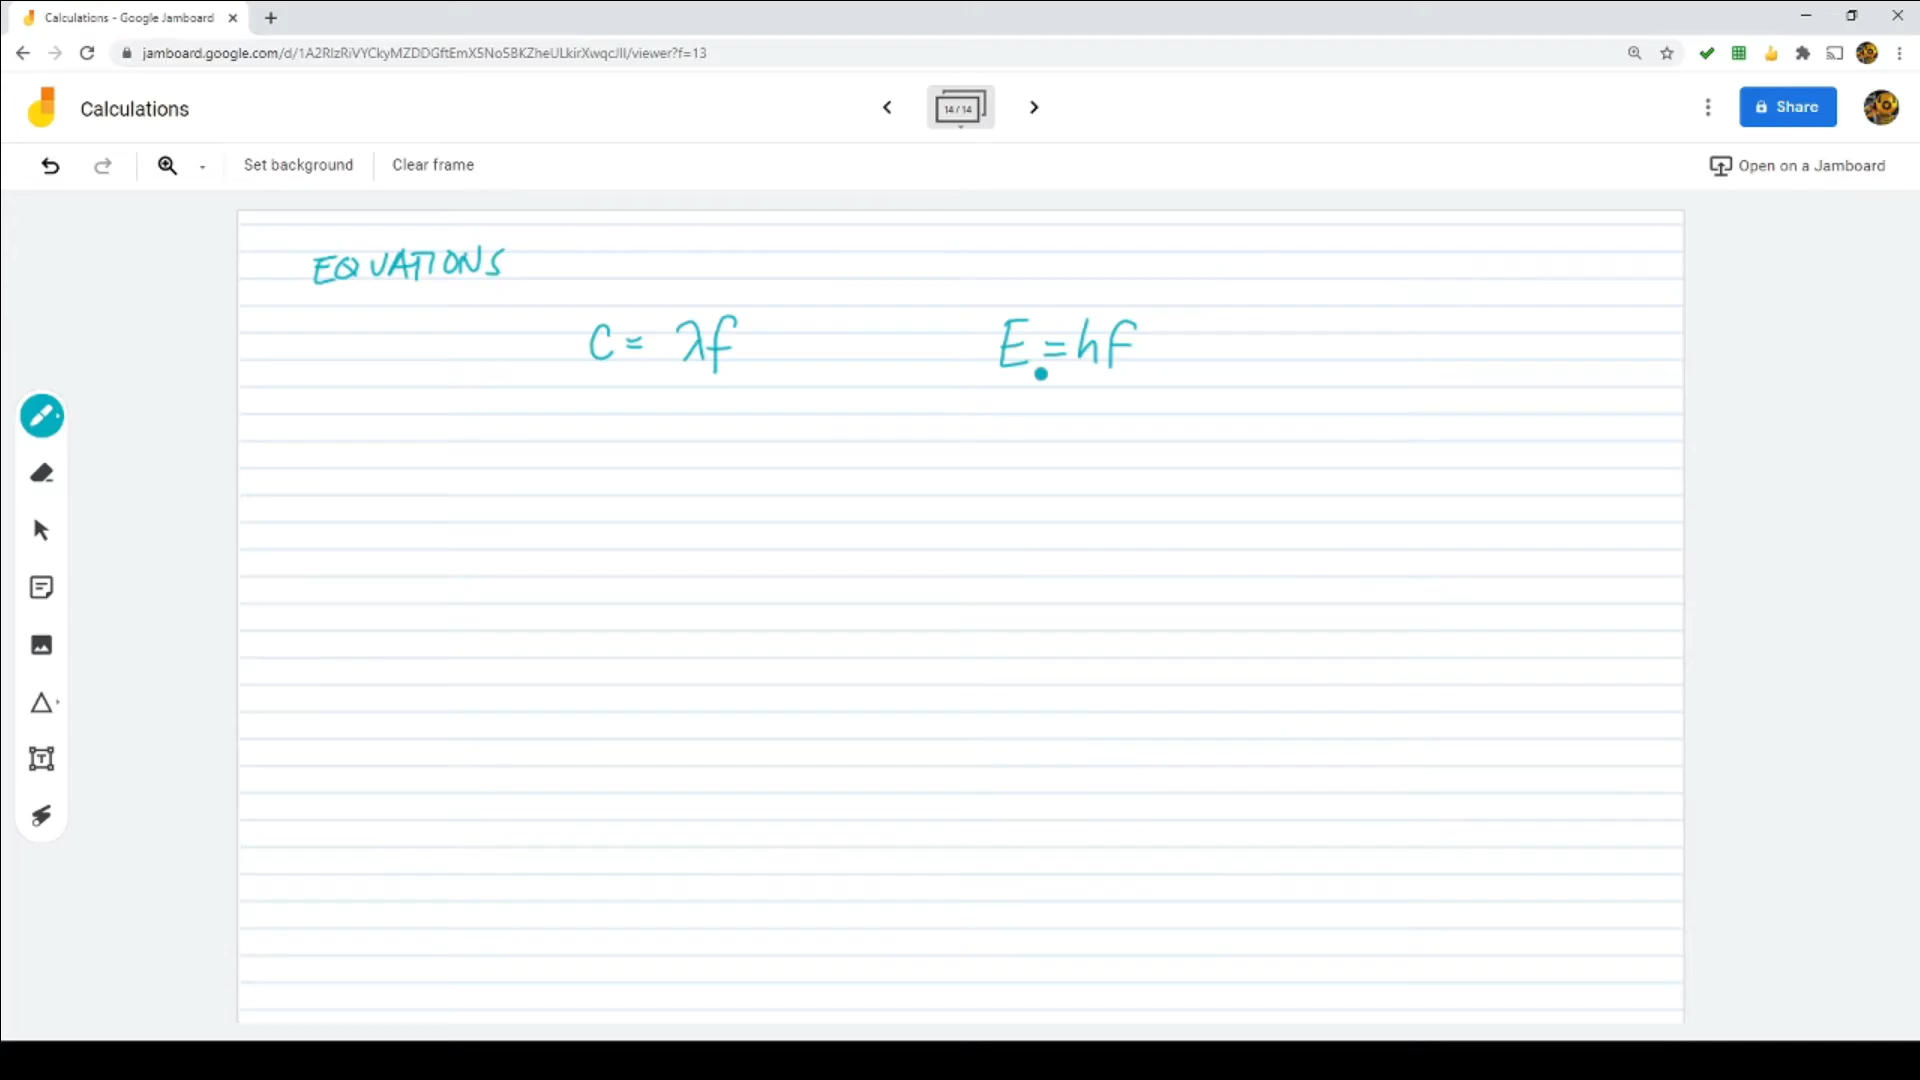 Calculations - Google Jamboard
jamboard.google.com/d/1A2RlzRiVYCkyMZDDGftEmX5No5BKZheULkirXwqcJlI/viewer?f=13
Calculations
14 / 14
Share
Set background
Clear frame
Open on a Jamboard
EQUATIONS
C = λf
E = hf